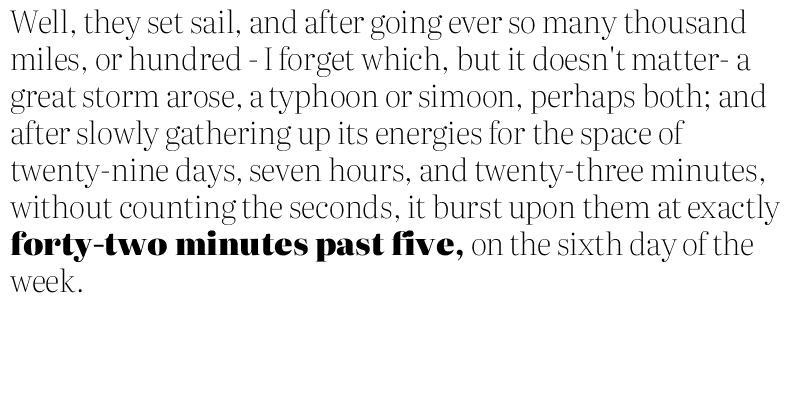 Well, they set sail, and after going ever so many thousand
miles, or hundred - I forget which, but it doesn't matter- a
great storm arose, a typhoon or simoon, perhaps both; and
after slowly gathering up its energies for the space of
twenty-nine days, seven hours, and twenty-three minutes,
without counting the seconds, it burst upon them at exactly
forty-two minutes past five, on the sixth day of the
week.